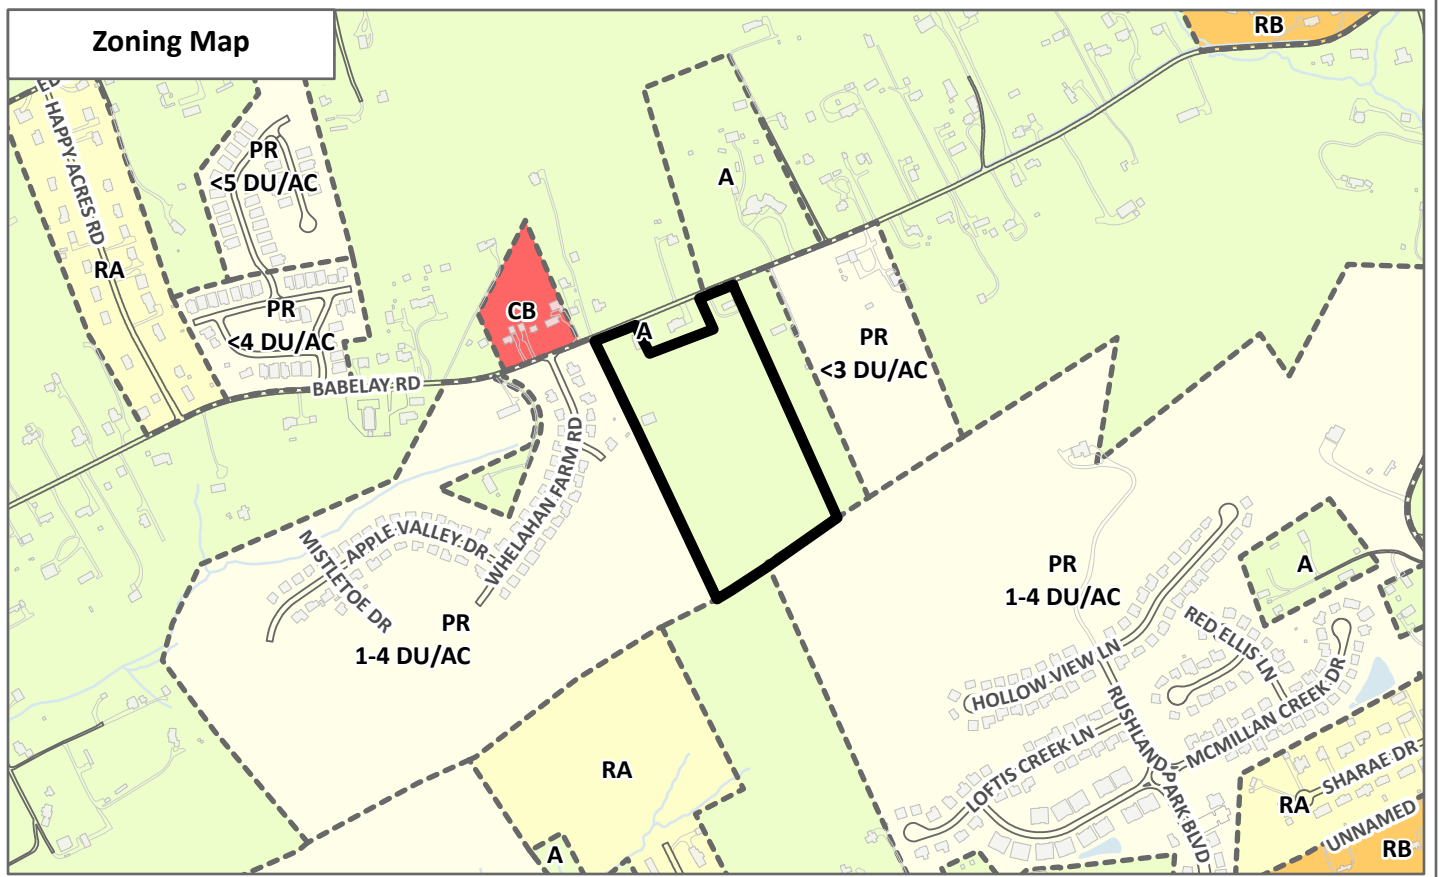 Zoning Map
RB
HAPPY ACRES RD
PR
<5 DU/AC
A
RA
PR
<4 DU/AC
CB
A
PR
<3 DU/AC
BABELAY RD
WHELAHAN FARM RD
APPLE VALLEY DR
MISTLETOE DR
PR
1-4 DU/AC
PR
1-4 DU/AC
A
RED ELLIS LN
HOLLOW VIEW LN
MCMILLAN CREEK DR
RUSHLAND PARK BLVD
LOFTIS CREEK LN
RA
SHARAE DR
RA
UNNAMED
RB
A